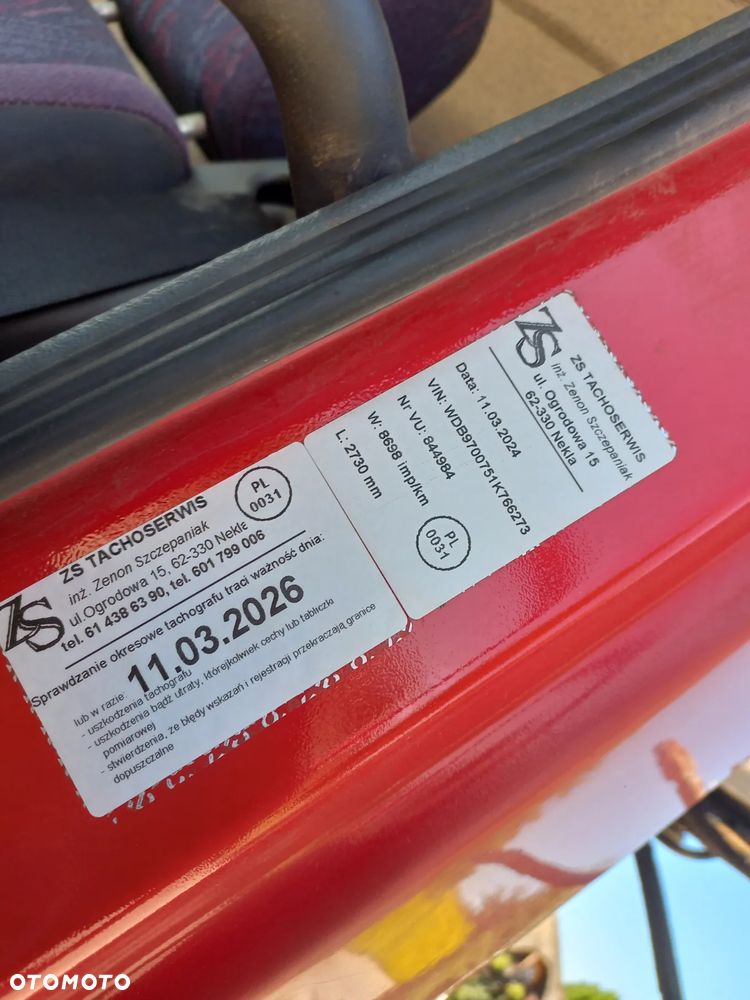 ZS
ZS TACHOSERWIS
inż. Zenon Szczepaniak
ul.Ogrodowa 15, 62-330 Nekla
tel. 61 438 63 90, tel. 601 799 006
PL
0031
Sprawdzanie okresowe tachografu traci ważność dnia:
11.03.2026
lub w razie:
- uszkodzenia tachografu
- uszkodzenia bądź utraty, którejkolwiek cechy lub tabliczki
pomiarowej
- stwierdzenia, że błędy wskazań i rejestracji przekraczają granice
dopuszczalne
ZS
ZS TACHOSERWIS
inż. Zenon Szczepaniak
ul. Ogrodowa 15
62-330 Nekla
Data: 11.03.2024
VIN: WDB9700751K766273
Nr VU: 844984
W: 8698 imp/km
L: 2730 mm
PL
0031
OTOMOTO